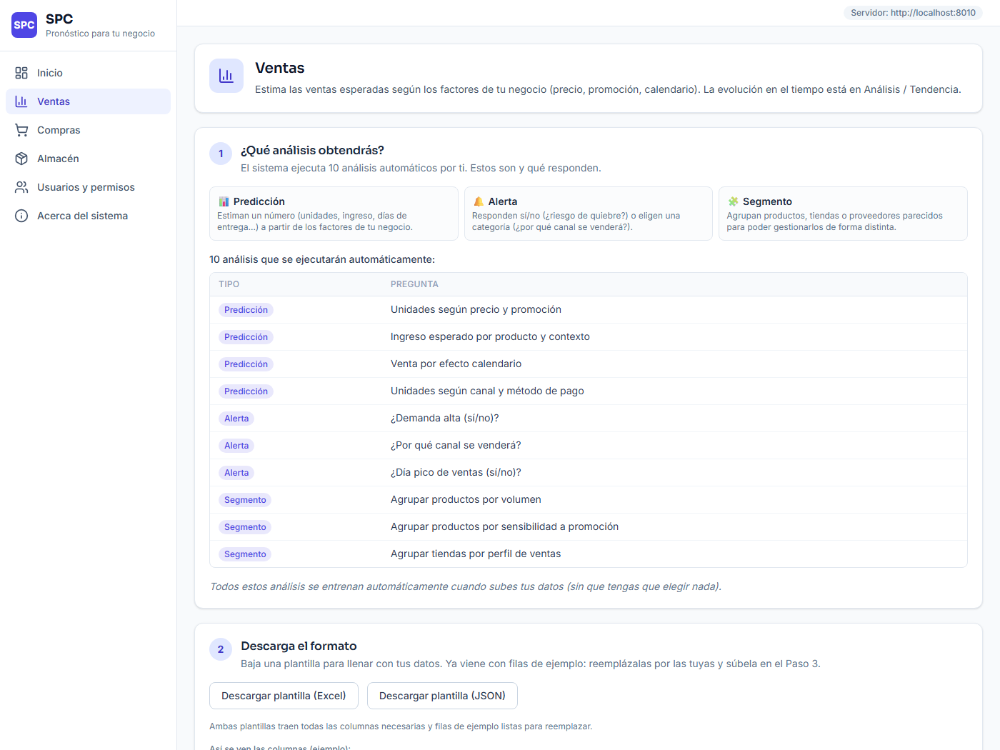 SPC
SPC
Pronóstico para tu negocio
Inicio
Ventas
Compras
Almacén
Usuarios y permisos
Acerca del sistema
Servidor: http://localhost:8010
Ventas
Estima las ventas esperadas según los factores de tu negocio (precio, promoción, calendario). La evolución en el tiempo está en Análisis / Tendencia.
1
¿Qué análisis obtendrás?
El sistema ejecuta 10 análisis automáticos por ti. Estos son y qué responden.
Predicción
Estiman un número (unidades, ingreso, días de
entrega...) a partir de los factores de tu negocio.
Alerta
Responden sí/no (¿riesgo de quiebre?) o eligen una
categoría (¿por qué canal se venderá?).
Segmento
Agrupan productos, tiendas o proveedores parecidos
para poder gestionarlos de forma distinta.
10 análisis que se ejecutarán automáticamente:
TIPO PREGUNTA
Predicción Unidades según precio y promoción
Predicción Ingreso esperado por producto y contexto
Predicción Venta por efecto calendario
Predicción Unidades según canal y método de pago
Alerta ¿Demanda alta (sí/no)?
Alerta ¿Por qué canal se venderá?
Alerta ¿Día pico de ventas (sí/no)?
Segmento Agrupar productos por volumen
Segmento Agrupar productos por sensibilidad a promoción
Segmento Agrupar tiendas por perfil de ventas
Todos estos análisis se entrenan automáticamente cuando subes tus datos (sin que tengas que elegir nada).
2
Descarga el formato
Baja una plantilla para llenar con tus datos. Ya viene con filas de ejemplo: reemplázalas por las tuyas y súbela en el Paso 3.
Descargar plantilla (Excel)
Descargar plantilla (JSON)
Ambas plantillas traen todas las columnas necesarias y filas de ejemplo listas para reemplazar.
Así se ven las columnas (ejemplo):